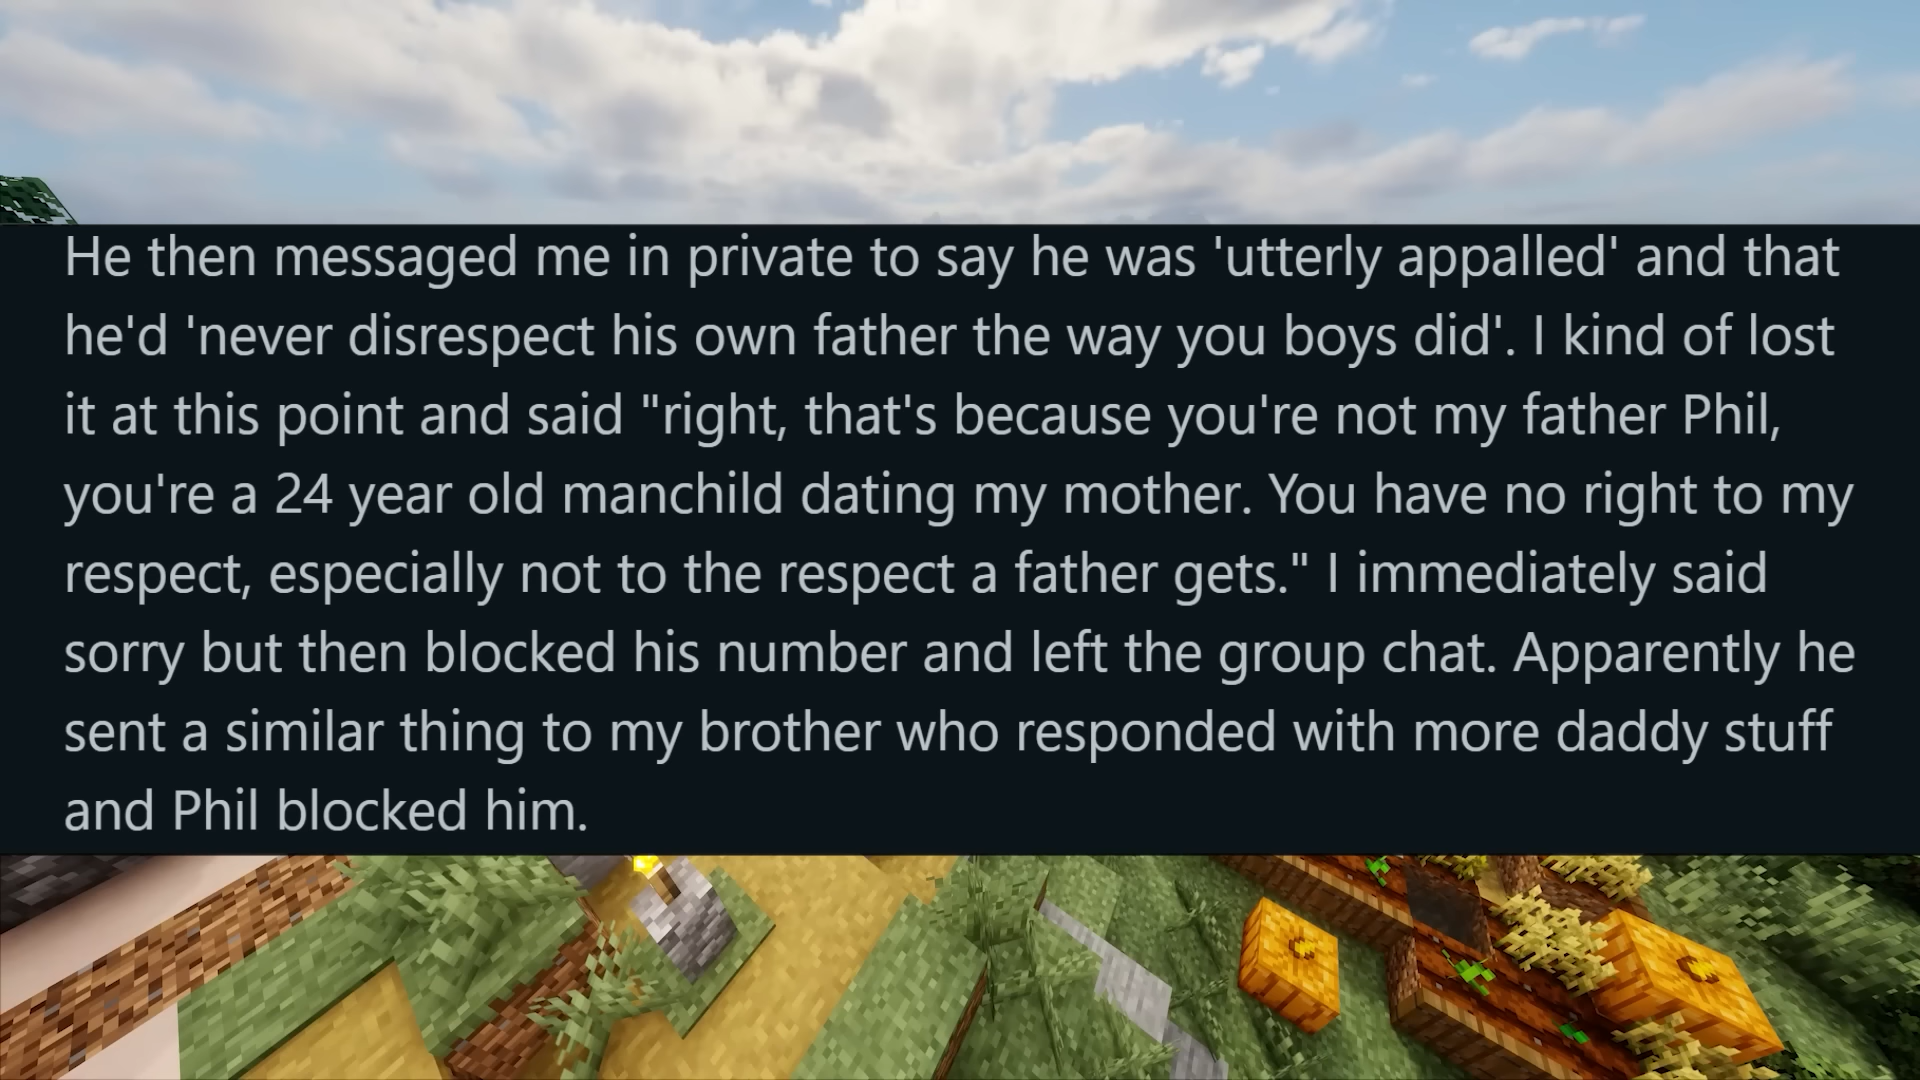 He then messaged me in private to say he was 'utterly appalled' and that
he'd 'never disrespect his own father the way you boys did'. I kind of lost
it at this point and said "right, that's because you're not my father Phil,
you're a 24 year old manchild dating my mother. You have no right to my
respect, especially not to the respect a father gets." I immediately said
sorry but then blocked his number and left the group chat. Apparently he
sent a similar thing to my brother who responded with more daddy stuff
and Phil blocked him.